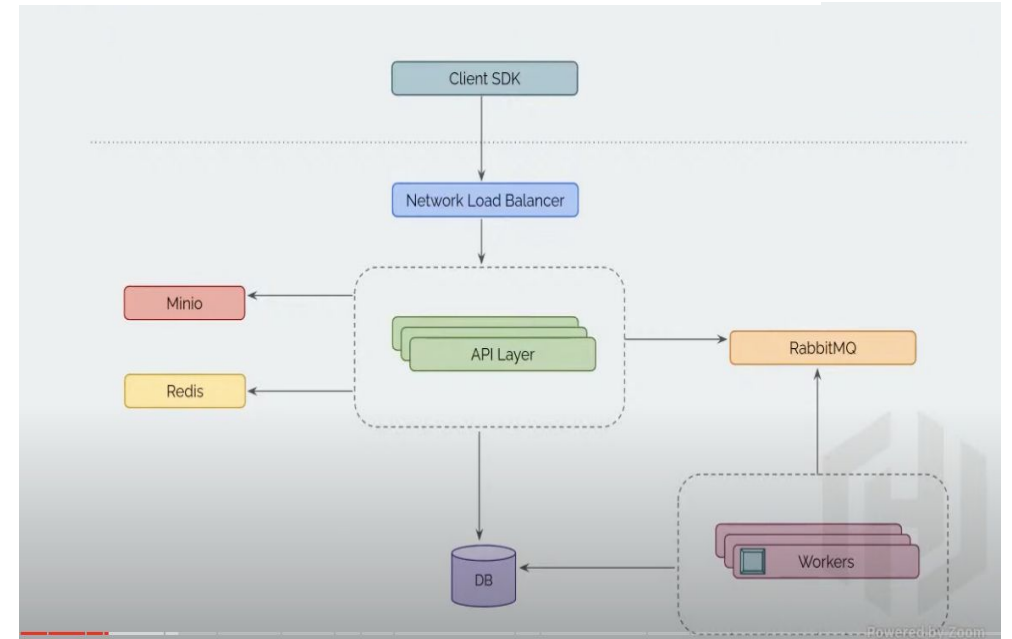 Client SDK
Network Load Balancer
Minio
API Layer
RabbitMQ
Redis
Workers
DB
Powered by Zoom